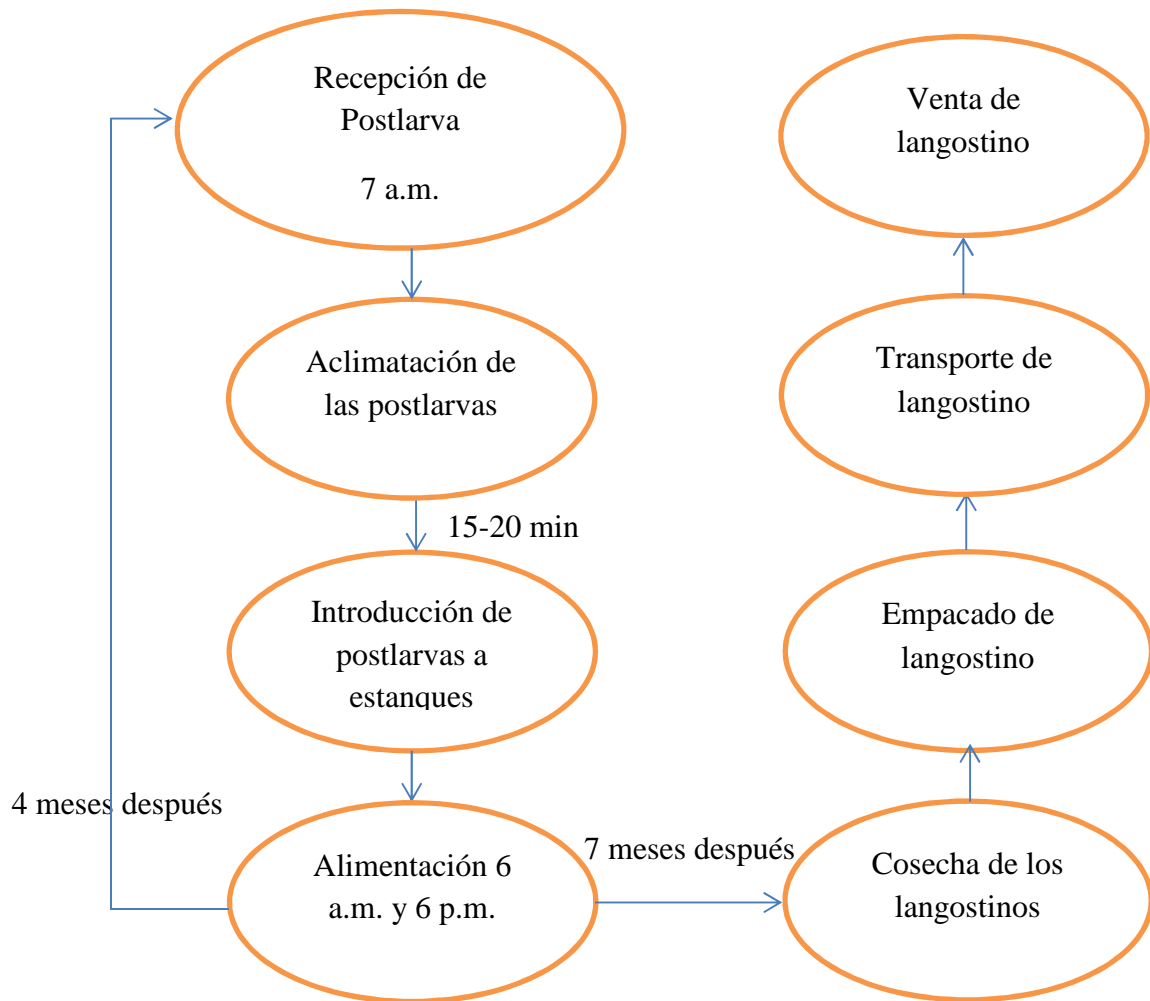 Recepción de
Postlarva
7 a.m.
Aclimatación de
las postlarvas
15-20 min
Introducción de
postlarvas a
estanques
4 meses después
Alimentación 6
a.m. y 6 p.m.
7 meses después
Cosecha de los
langostinos
Empacado de
langostino
Transporte de
langostino
Venta de
langostino